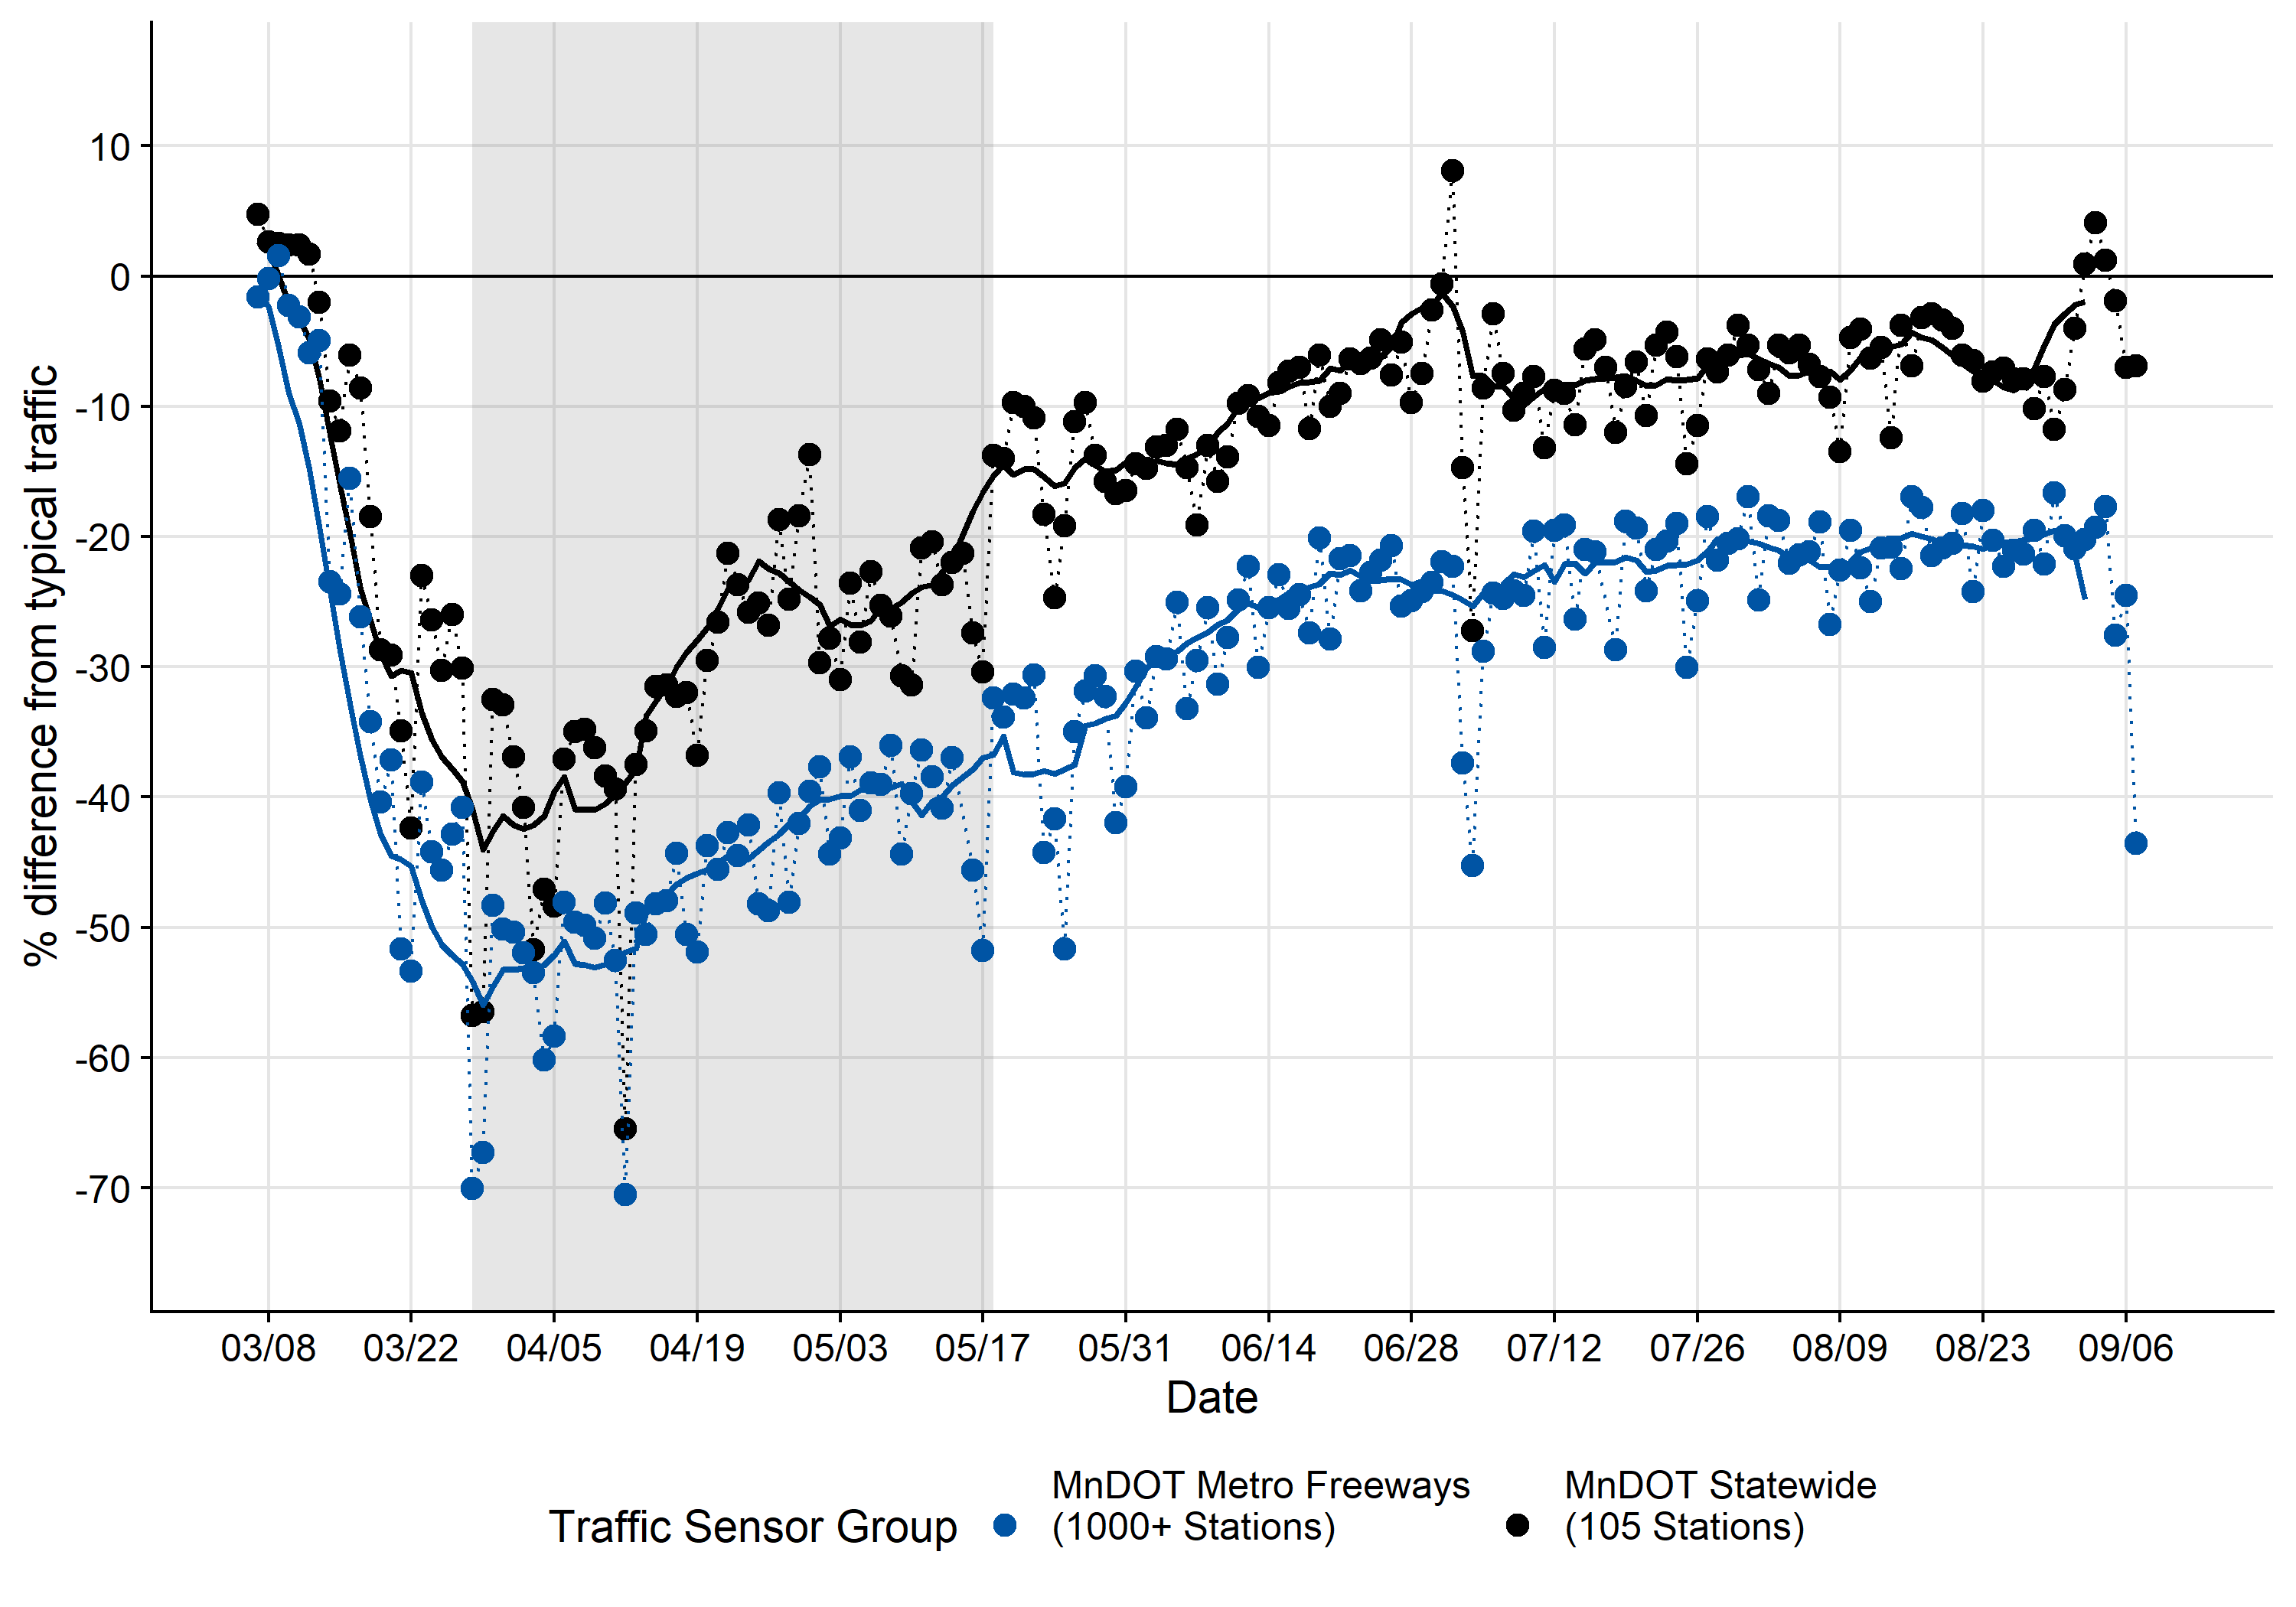 % difference from typical traffic
10
0
-10
-20
-30
-40
-50
-60
-70
03/08 03/22 04/05 04/19 05/03 05/17 05/31 06/14 06/28 07/12 07/26 08/09 08/23 09/06
Date
Traffic Sensor Group
MnDOT Metro Freeways
(1000+ Stations)
MnDOT Statewide
(105 Stations)